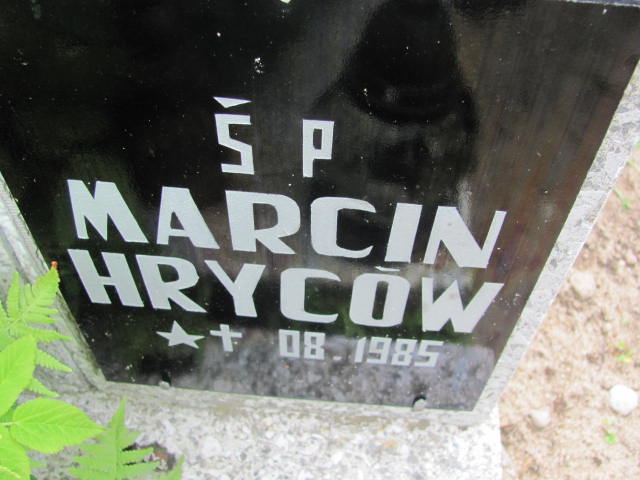 Ś P
MARCIN
HRYCÓW
★ + 08. 1985